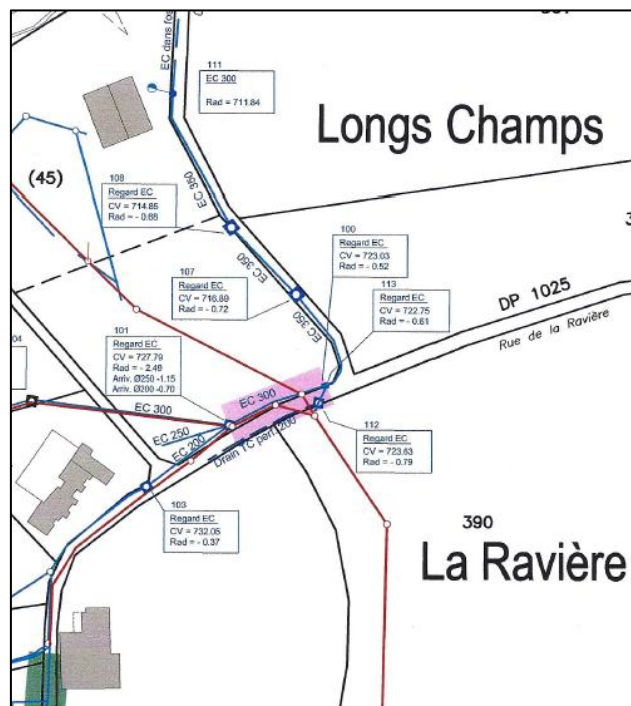 EC dans fos
111
EC 300
Rad = 711.84
Longs Champs
(45)
108
Regard EC
CV = 714.85
Rad = - 0.68
EC 350
EC 350
100
Regard EC
CV = 723.03
Rad = - 0.52
107
Regard EC
CV = 716.89
Rad = - 0.72
113
Regard EC
CV = 722.75
Rad = - 0.61
EC 350
DP 1025
Rue de la Ravière
101
Regard EC
CV = 727.79
Rad = - 2.49
Arriv. Ø250 -1.15
Arriv. Ø200 -0.70
04
EC 300
EC 300
EC 250
EC 200
Drain TC perf. 200
112
Regard EC
CV = 723.63
Rad = - 0.79
103
Regard EC
CV = 732.05
Rad = - 0.37
390
La Ravière